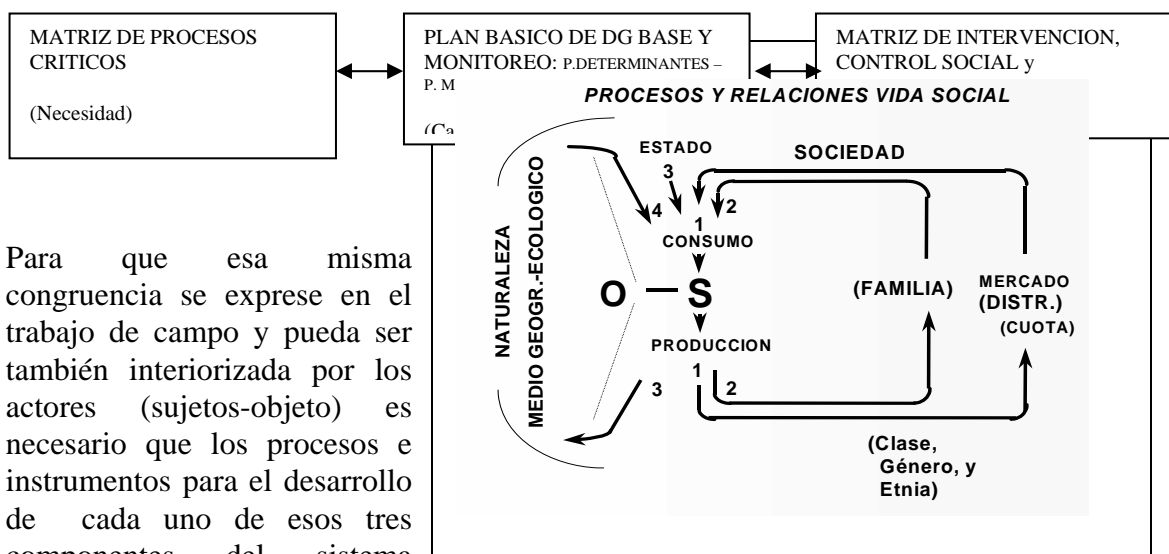 MATRIZ DE PROCESOS
CRITICOS
(Necesidad)
PLAN BASICO DE DG BASE Y
MONITOREO: P.DETERMINANTES –
P. M
MATRIZ DE INTERVENCION,
CONTROL SOCIAL y
PROCESOS Y RELACIONES VIDA SOCIAL
NATURALEZA
MEDIO GEOGR.-ECOLOGICO
ESTADO
3
SOCIEDAD
4
1
2
CONSUMO
O
S
(FAMILIA)
MERCADO
(DISTR.)
(CUOTA)
PRODUCCION
1
2
3
(Clase,
Género, y
Etnia)
Para que esa misma
congruencia se exprese en el
trabajo de campo y pueda ser
también interiorizada por los
actores (sujetos-objeto) es
necesario que los procesos e
instrumentos para el desarrollo
de cada uno de esos tres
componentes del sistema